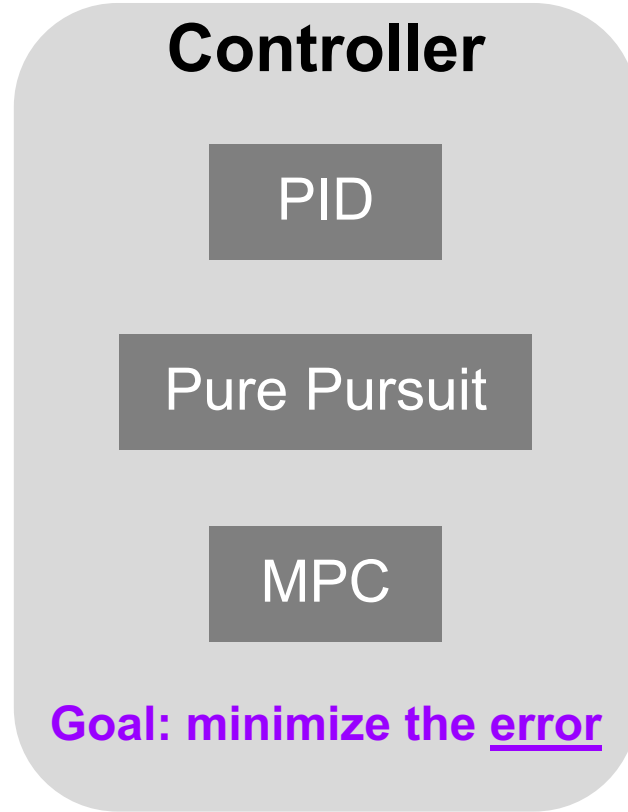 Controller
PID
Pure Pursuit
MPC
Goal: minimize the error